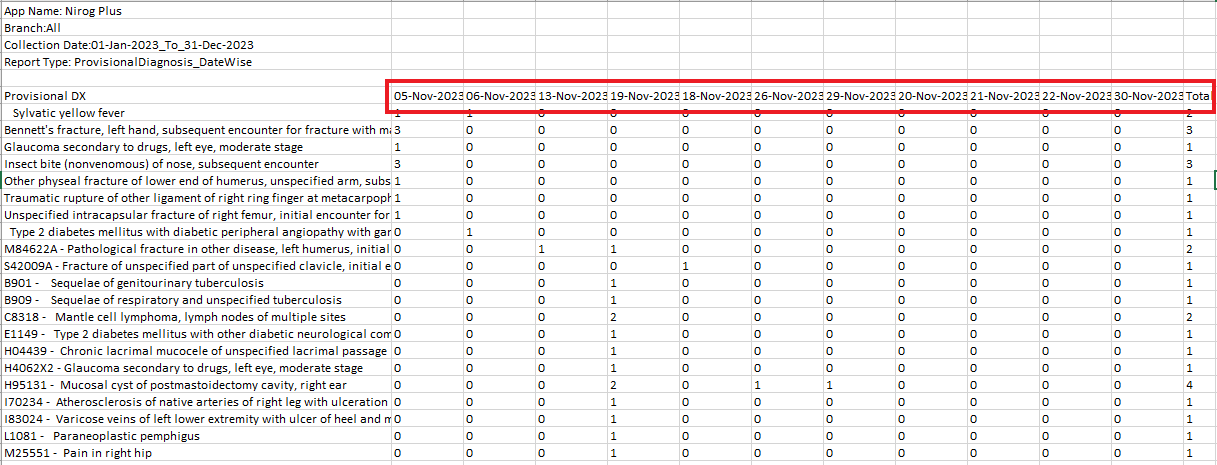 App Name: Nirog Plus
Branch:All
Collection Date:01-Jan-2023_To_31-Dec-2023
Report Type: ProvisionalDiagnosis_DateWise
Provisional DX 05-Nov-2023 06-Nov-2023 13-Nov-2023 19-Nov-2023 18-Nov-2023 26-Nov-2023 29-Nov-2023 20-Nov-2023 21-Nov-2023 22-Nov-2023 30-Nov-2023 Total
Sylvatic yellow fever 1 1 0 0 0 0 0 0 0 0 0 2
Bennett's fracture, left hand, subsequent encounter for fracture with ma 3 0 0 0 0 0 0 0 0 0 0 3
Glaucoma secondary to drugs, left eye, moderate stage 1 0 0 0 0 0 0 0 0 0 0 1
Insect bite (nonvenomous) of nose, subsequent encounter 3 0 0 0 0 0 0 0 0 0 0 3
Other physeal fracture of lower end of humerus, unspecified arm, subs 1 0 0 0 0 0 0 0 0 0 0 1
Traumatic rupture of other ligament of right ring finger at metacarpoph 1 0 0 0 0 0 0 0 0 0 0 1
Unspecified intracapsular fracture of right femur, initial encounter for 1 0 0 0 0 0 0 0 0 0 0 1
Type 2 diabetes mellitus with diabetic peripheral angiopathy with gan 0 1 0 0 0 0 0 0 0 0 0 1
M84622A - Pathological fracture in other disease, left humerus, initial 0 0 1 1 0 0 0 0 0 0 0 2
S42009A - Fracture of unspecified part of unspecified clavicle, initial e 0 0 0 0 1 0 0 0 0 0 0 1
B901 - Sequelae of genitourinary tuberculosis 0 0 0 1 0 0 0 0 0 0 0 1
B909 - Sequelae of respiratory and unspecified tuberculosis 0 0 0 1 0 0 0 0 0 0 0 1
C8318 - Mantle cell lymphoma, lymph nodes of multiple sites 0 0 0 2 0 0 0 0 0 0 0 2
E1149 - Type 2 diabetes mellitus with other diabetic neurological com 0 0 0 1 0 0 0 0 0 0 0 1
H04439 - Chronic lacrimal mucocele of unspecified lacrimal passage 0 0 0 1 0 0 0 0 0 0 0 1
H4062X2 - Glaucoma secondary to drugs, left eye, moderate stage 0 0 0 1 0 0 0 0 0 0 0 1
H95131 - Mucosal cyst of postmastoidectomy cavity, right ear 0 0 0 2 0 1 1 0 0 0 0 4
I70234 - Atherosclerosis of native arteries of right leg with ulceration 0 0 0 1 0 0 0 0 0 0 0 1
I83024 - Varicose veins of left lower extremity with ulcer of heel and m 0 0 0 1 0 0 0 0 0 0 0 1
L1081 - Paraneoplastic pemphigus 0 0 0 1 0 0 0 0 0 0 0 1
M25551 - Pain in right hip 0 0 0 1 0 0 0 0 0 0 0 1